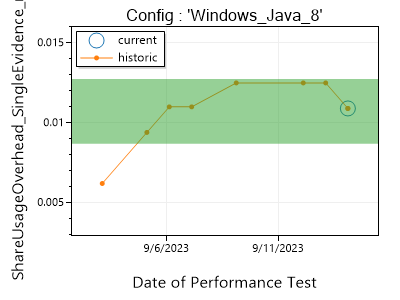 Config : 'Windows_Java_8'
ShareUsageOverhead_SingleEvidence_
0.015
0.01
0.005
current
historic
9/6/2023
9/11/2023
Date of Performance Test